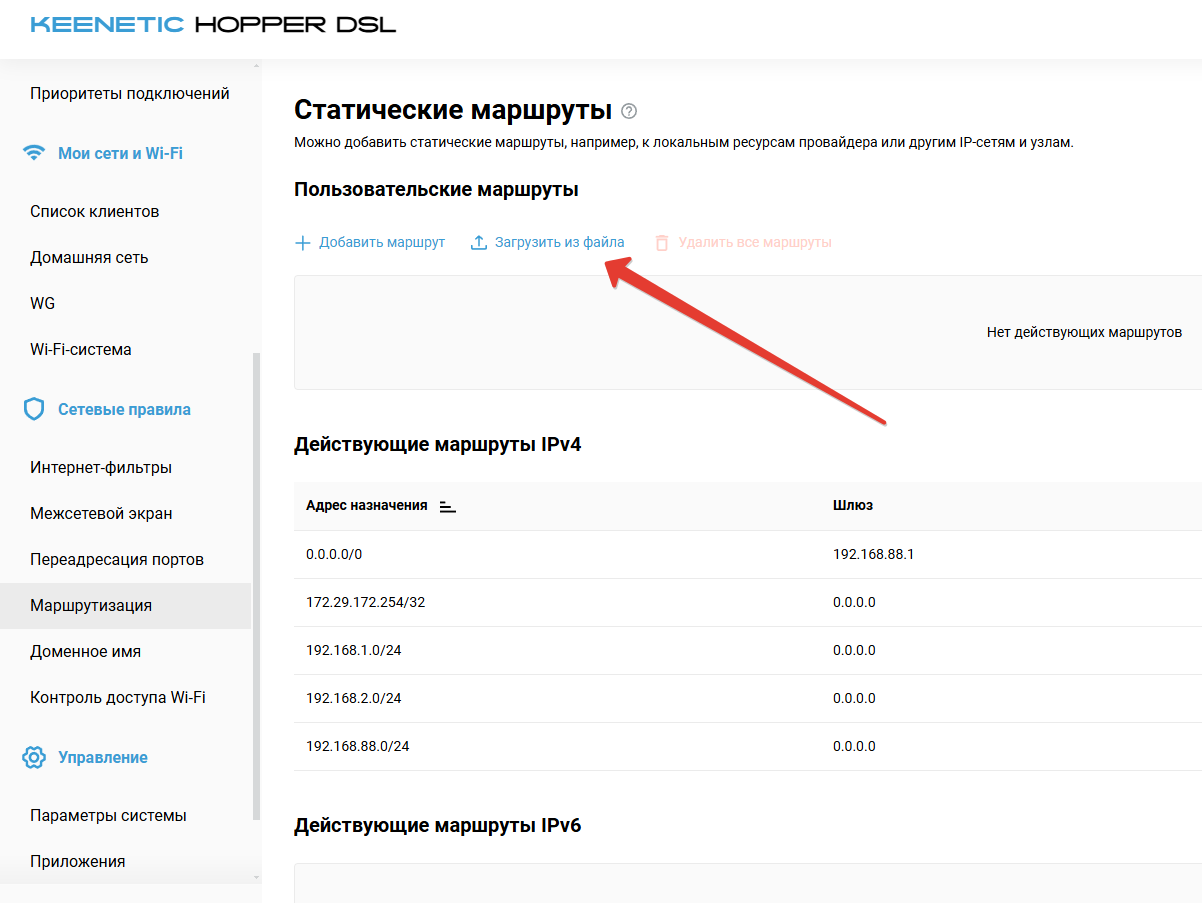 KEENETIC HOPPER DSL
Приоритеты подключений
Мои сети и Wi-Fi
Список клиентов
Домашняя сеть
WG
Wi-Fi-система
Сетевые правила
Интернет-фильтры
Межсетевой экран
Переадресация портов
Маршрутизация
Доменное имя
Контроль доступа Wi-Fi
Управление
Параметры системы
Приложения
Статические маршруты ?
Можно добавить статические маршруты, например, к локальным ресурсам провайдера или другим IP-сетям и узлам.
Пользовательские маршруты
Добавить маршрут Загрузить из файла Удалить все маршруты
Нет действующих маршрутов
Действующие маршруты IPv4
Адрес назначения Шлюз
0.0.0.0/0 192.168.88.1
172.29.172.254/32 0.0.0.0
192.168.1.0/24 0.0.0.0
192.168.2.0/24 0.0.0.0
192.168.88.0/24 0.0.0.0
Действующие маршруты IPv6